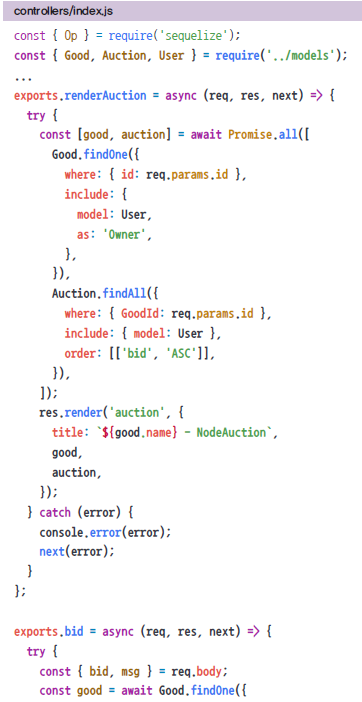 controllers/index.js
const { Op } = require('sequelize');
const { Good, Auction, User } = require('../models');
...
exports.renderAuction = async (req, res, next) => {
  try {
    const [good, auction] = await Promise.all([
      Good.findOne({
        where: { id: req.params.id },
        include: {
          model: User,
          as: 'Owner',
        },
      }),
      Auction.findAll({
        where: { GoodId: req.params.id },
        include: { model: User },
        order: [['bid', 'ASC']],
      }),
    ]);
    res.render('auction', {
      title: `${good.name} - NodeAuction`,
      good,
      auction,
    });
  } catch (error) {
    console.error(error);
    next(error);
  }
};
exports.bid = async (req, res, next) => {
  try {
    const { bid, msg } = req.body;
    const good = await Good.findOne({